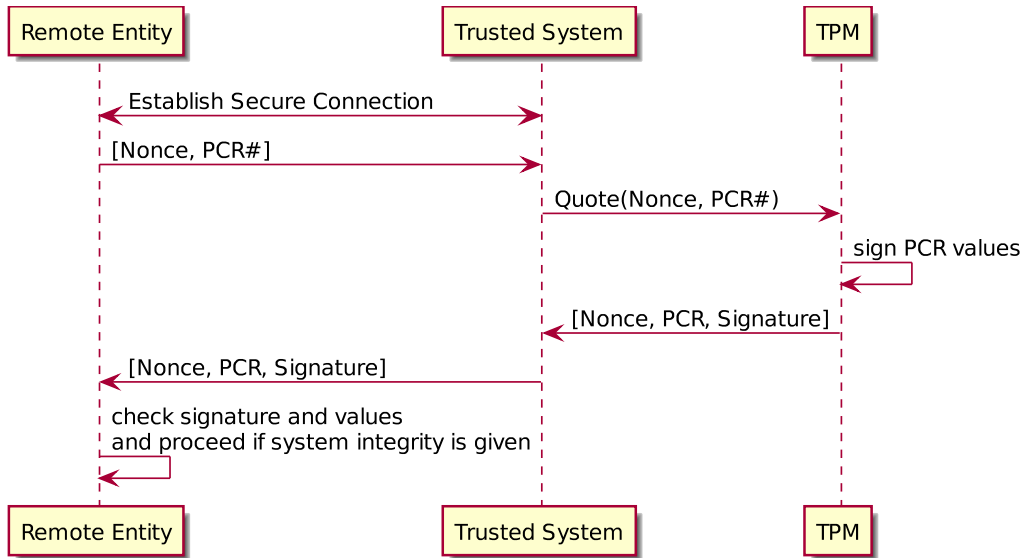 Remote Entity
Trusted System
TPM
Establish Secure Connection
[Nonce, PCR#]
Quote(Nonce, PCR#)
sign PCR values
[Nonce, PCR, Signature]
[Nonce, PCR, Signature]
check signature and values
and proceed if system integrity is given
Remote Entity
Trusted System
TPM